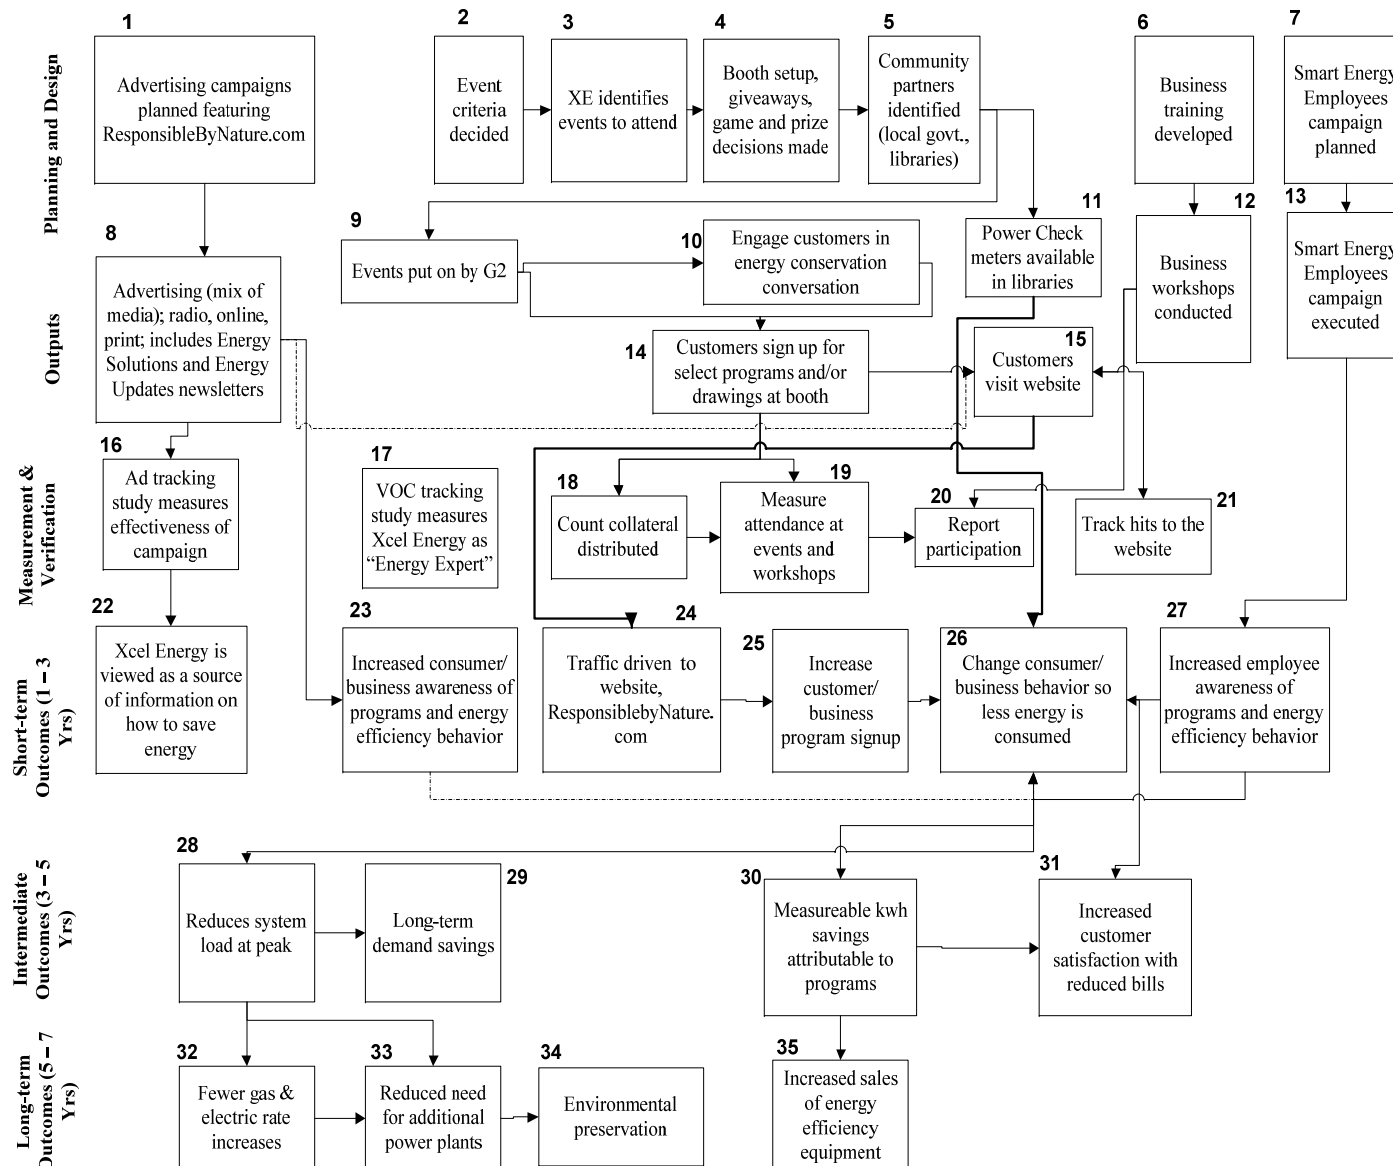 Planning and Design
1
Advertising campaigns
planned featuring
ResponsibleByNature.com
2
Event
criteria
decided
3
XE identifies
events to attend
4
Booth setup,
giveaways,
game and prize
decisions made
5
Community
partners
identified
(local govt.,
libraries)
6
Business
training
developed
7
Smart Energy
Employees
campaign
planned
Outputs
8
Advertising (mix of
media); radio, online,
print; includes Energy
Solutions and Energy
Updates newsletters
9
Events put on by G2
10
Engage customers in
energy conservation
conversation
11
Power Check
meters available
in libraries
12
Business
workshops
conducted
13
Smart Energy
Employees
campaign
executed
14
Customers sign up for
select programs and/or
drawings at booth
15
Customers
visit website
Measurement &
Verification
16
Ad tracking
study measures
effectiveness of
campaign
17
VOC tracking
study measures
Xcel Energy as
“Energy Expert”
18
Count collateral
distributed
19
Measure
attendance at
events and
workshops
20
Report
participation
21
Track hits to the
website
Short-term
Outcomes (1 – 3
Yrs)
22
Xcel Energy is
viewed as a source
of information on
how to save
energy
23
Increased consumer/
business awareness of
programs and energy
efficiency behavior
24
Traffic driven to
website,
ResponsiblebyNature.
com
25
Increase
customer/
business
program signup
26
Change consumer/
business behavior so
less energy is
consumed
27
Increased employee
awareness of
programs and energy
efficiency behavior
Intermediate
Outcomes (3 – 5
Yrs)
28
Reduces system
load at peak
29
Long-term
demand savings
30
Measureable kwh
savings
attributable to
programs
31
Increased
customer
satisfaction with
reduced bills
Long-term
Outcomes (5 – 7
Yrs)
32
Fewer gas &
electric rate
increases
33
Reduced need
for additional
power plants
34
Environmental
preservation
35
Increased sales
of energy
efficiency
equipment